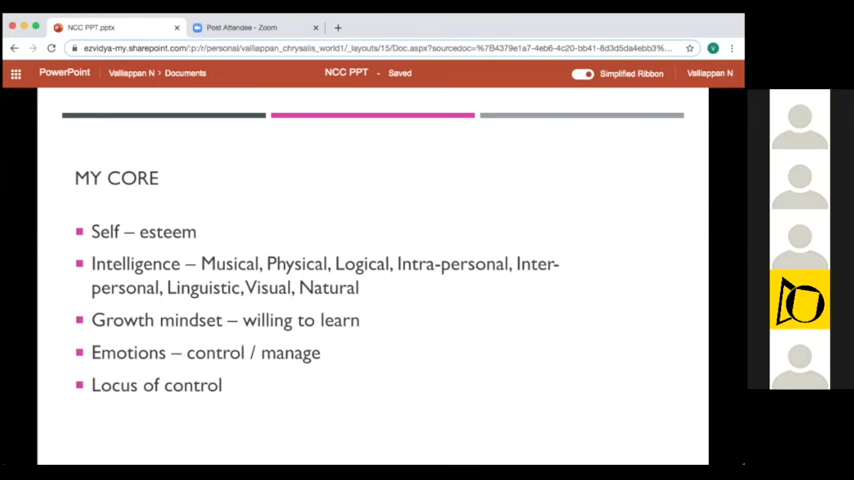 NCC PPT.pptx
Post Attendee - Zoom
ezvidya-my.sharepoint.com/:p:/r/personal/valliappan_chrysalis_world1/_layouts/15/Doc.aspx?sourcedoc=%7B4379e1a7-4eb6-4c20-bb41-8d3d5da4ebb3%...
V
PowerPoint
Valliappan N > Documents
NCC PPT - Saved
Simplified Ribbon
Valliappan N
MY CORE
Self – esteem
Intelligence – Musical, Physical, Logical, Intra-personal, Inter-
personal, Linguistic, Visual, Natural
Growth mindset – willing to learn
Emotions – control / manage
Locus of control